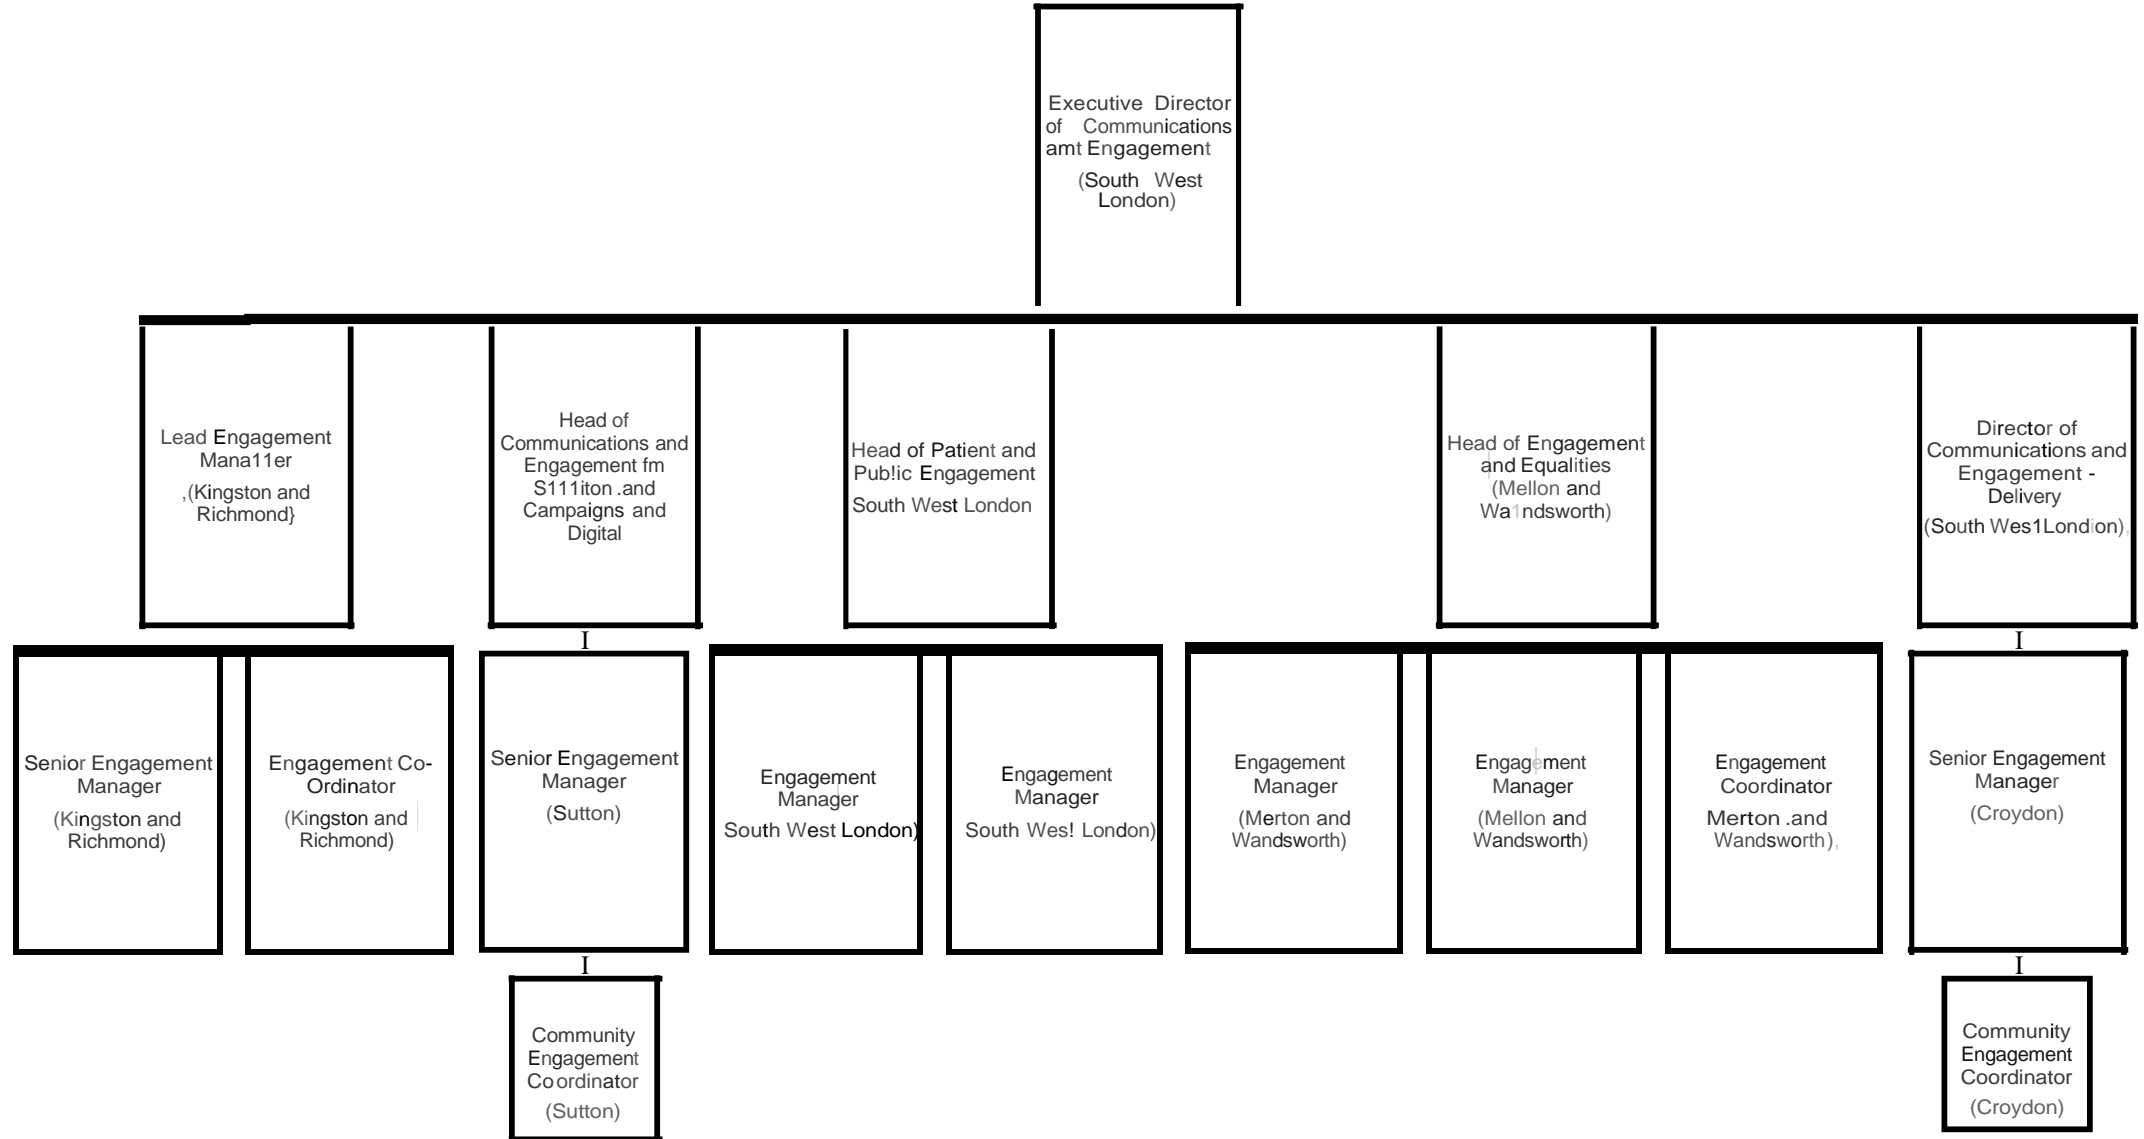 Executive Director
of Communications
amt Engagement
(South West
London)
Lead Engagement
Mana11er
,(Kingston and
Richmond}
Head of
Communications and
Engagement fm
S111iton .and
Campaigns and
Digital
Head of Patient and
Pub!ic Engagement
South West London
Head of Engagement
and Equalities
(Mellon and
Wa1ndsworth)
Director of
Communications and
Engagement -
Delivery
(South Wes1Londion),
I
I
Senior Engagement
Manager
(Kingston and
Richmond)
Engagement Co-
Ordinator
(Kingston and
Richmond)
Senior Engagement
Manager
(Sutton)
Engagement
Manager
South West London)
Engagement
Manager
South Wes! London)
Engagement
Manager
(Merton and
Wandsworth)
Engagement
Manager
(Mellon and
Wandsworth)
Engagement
Coordinator
Merton .and
Wandsworth),
Senior Engagement
Manager
(Croydon)
I
I
Community
Engagement
Coordinator
(Sutton)
Community
Engagement
Coordinator
(Croydon)